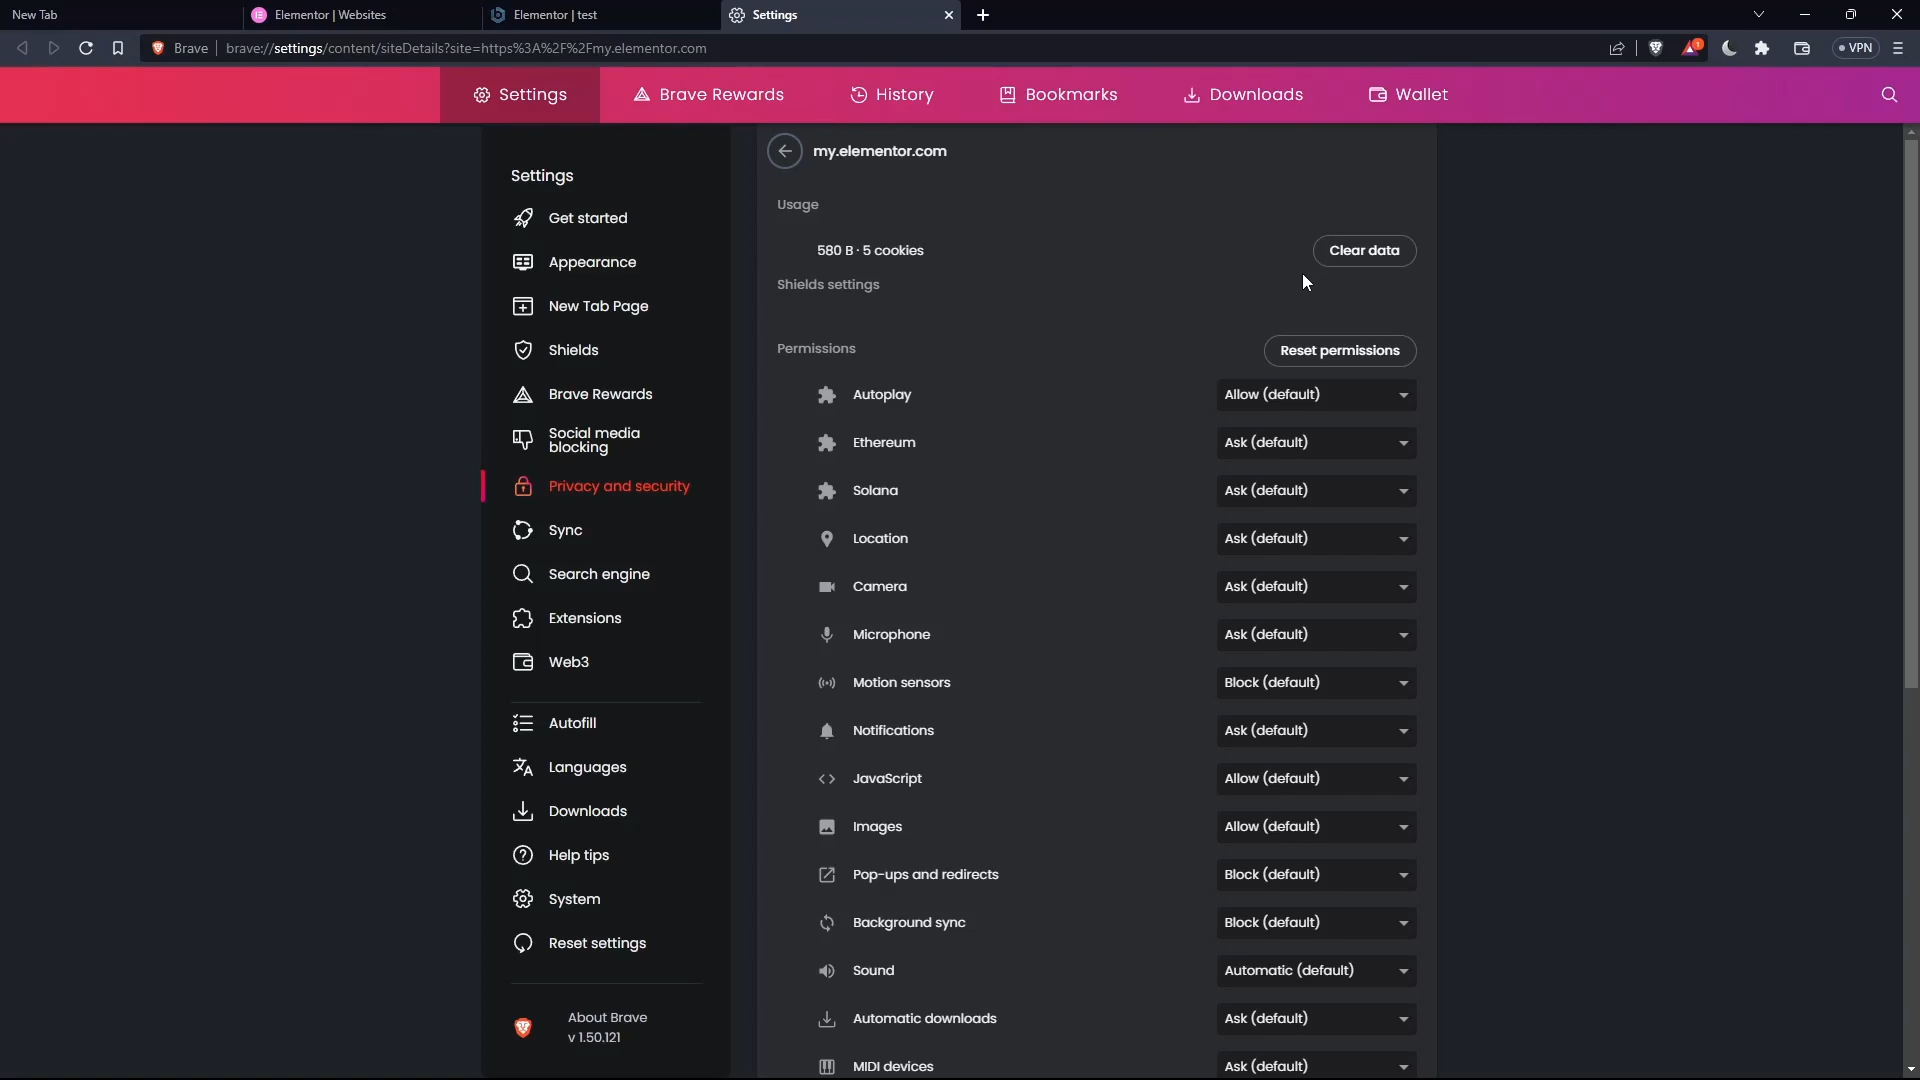 New Tab
Elementor | Websites
Elementor | test
Settings
Brave
brave://settings/content/siteDetails?site=https%3A%2F%2Fmy.elementor.com
1
VPN
Settings
Brave Rewards
History
Bookmarks
Downloads
Wallet
Settings
Get started
Appearance
New Tab Page
Shields
Brave Rewards
Social media
blocking
Privacy and security
Sync
Search engine
Extensions
Web3
Autofill
Languages
Downloads
Help tips
System
Reset settings
About Brave
v 1.50.121
my.elementor.com
Usage
580 B · 5 cookies
Clear data
Shields settings
Permissions
Reset permissions
Autoplay
Allow (default)
Ethereum
Ask (default)
Solana
Ask (default)
Location
Ask (default)
Camera
Ask (default)
Microphone
Ask (default)
Motion sensors
Block (default)
Notifications
Ask (default)
JavaScript
Allow (default)
Images
Allow (default)
Pop-ups and redirects
Block (default)
Background sync
Block (default)
Sound
Automatic (default)
Automatic downloads
Ask (default)
MIDI devices
Ask (default)